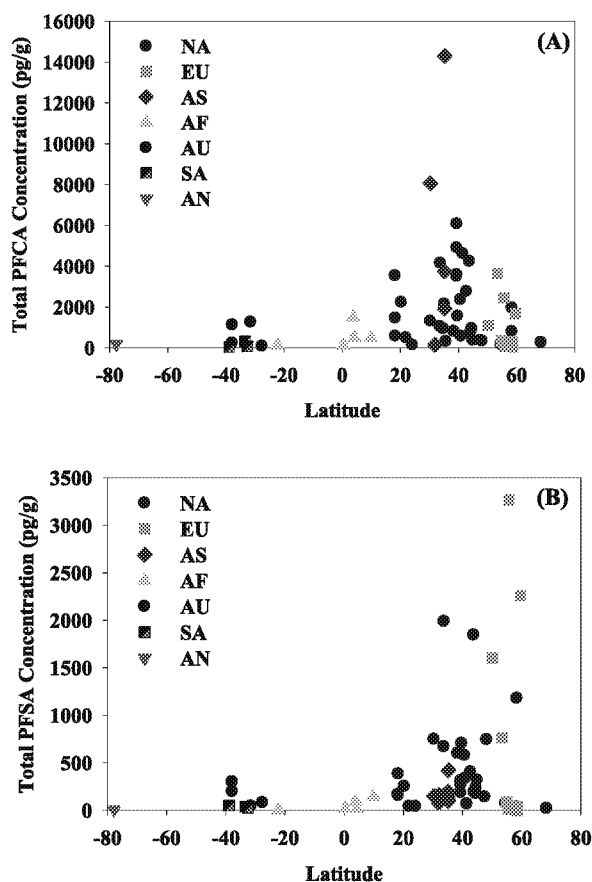 16000
14000
12000
10000
8000
6000
4000
2000
0
Total PFCA Concentration (pg/g)
(A)
NA
EU
AS
AF
AU
SA
AN
-80 -60 -40 -20 0 20 40 60 80
Latitude
3500
3000
2500
2000
1500
1000
500
0
Total PFSA Concentration (pg/g)
(B)
NA
EU
AS
AF
AU
SA
AN
-80 -60 -40 -20 0 20 40 60 80
Latitude